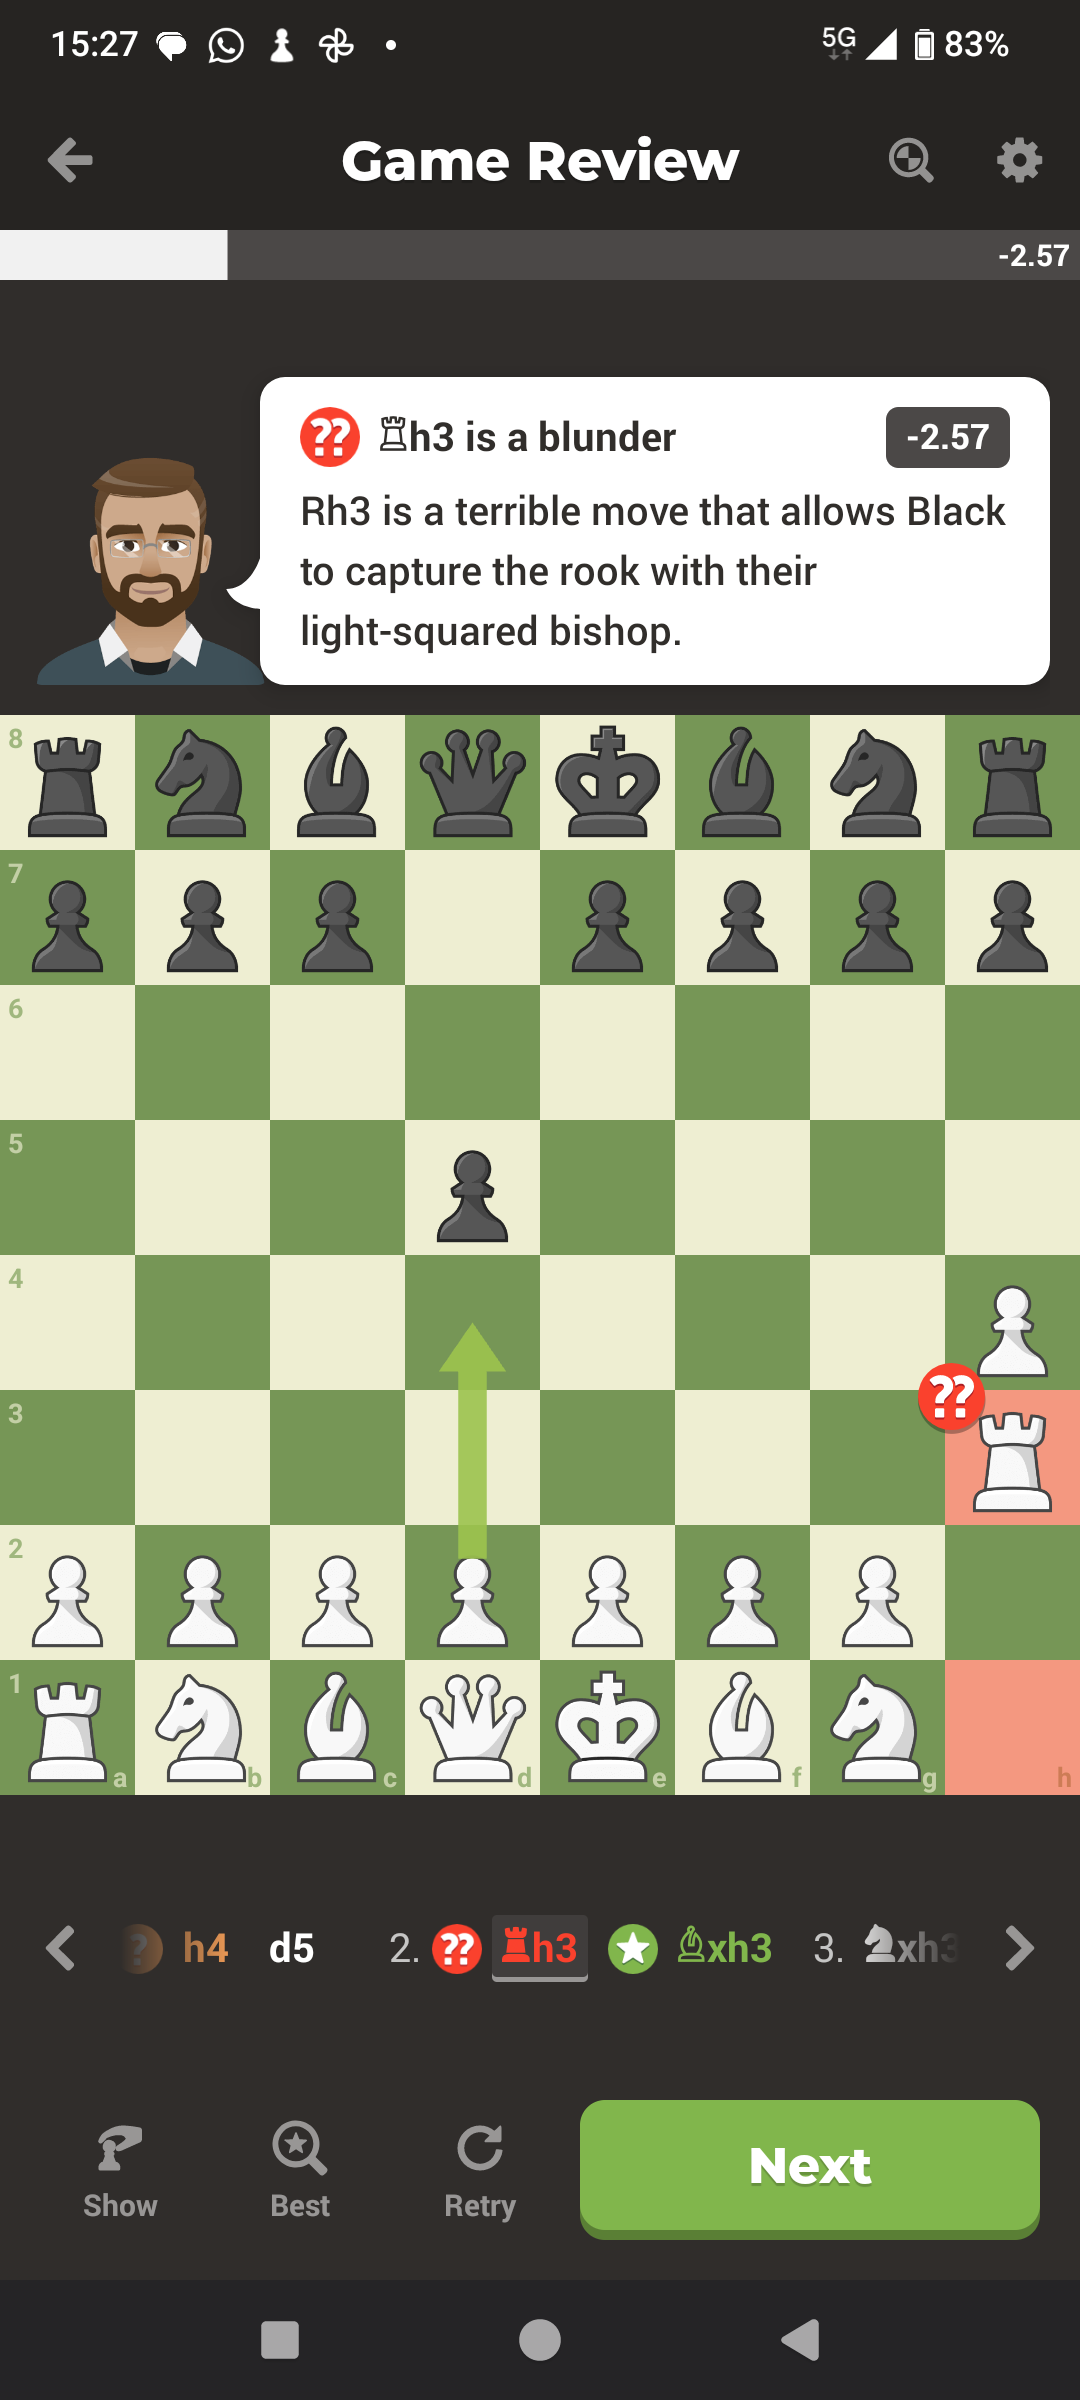 15:27 5G 83%
Game Review
-2.57
?? h3 is a blunder -2.57
Rh3 is a terrible move that allows Black
to capture the rook with their
light-squared bishop.
8
7
6
5
4
??
3
2
1
a b c d e f g h
? h4 d5 2. ?? h3 xh3 3. xh3
Show Best Retry Next